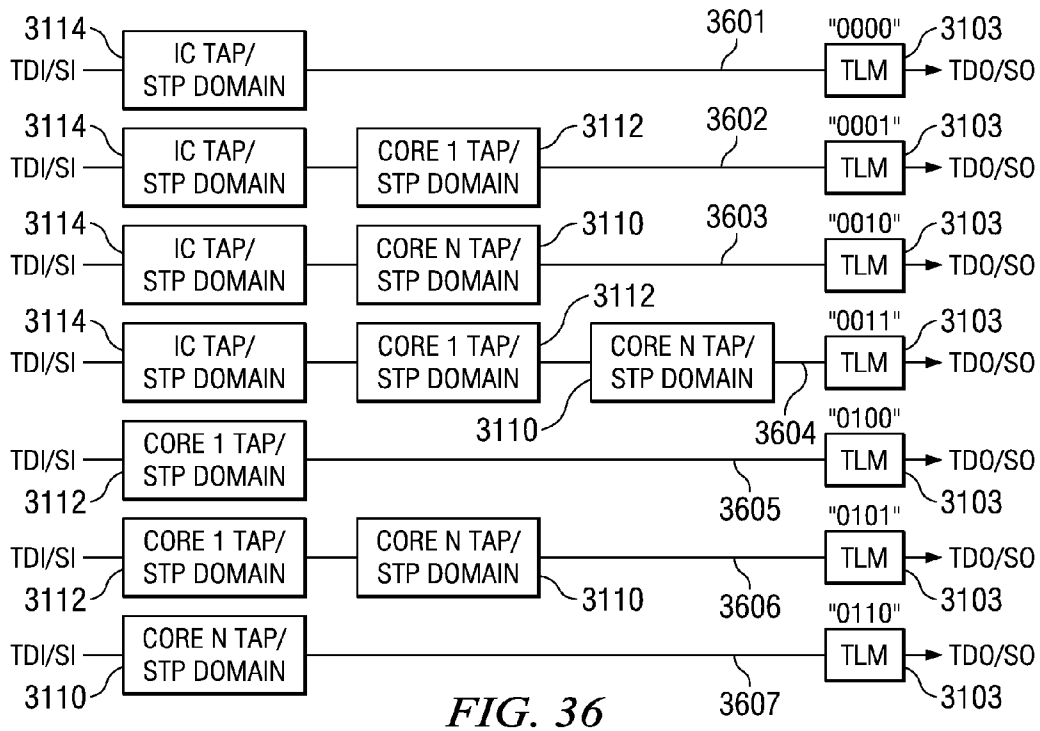 3114 3601 "0000" 3103
TDI/SI IC TAP/ STP DOMAIN TLM TDO/SO
3114 3112 3602 "0001" 3103
TDI/SI IC TAP/ STP DOMAIN CORE 1 TAP/ STP DOMAIN TLM TDO/SO
3114 3110 3603 "0010" 3103
TDI/SI IC TAP/ STP DOMAIN CORE N TAP/ STP DOMAIN TLM TDO/SO
3114 3112 "0011" 3103
TDI/SI IC TAP/ STP DOMAIN CORE 1 TAP/ STP DOMAIN CORE N TAP/ STP DOMAIN TLM TDO/SO
3110 3604 "0100"
TDI/SI CORE 1 TAP/ STP DOMAIN TLM TDO/SO
3112 3605 3103
"0101"
TDI/SI CORE 1 TAP/ STP DOMAIN CORE N TAP/ STP DOMAIN TLM TDO/SO
3112 3110 3606 3103
"0110"
TDI/SI CORE N TAP/ STP DOMAIN TLM TDO/SO
3110 3607 3103
FIG. 36